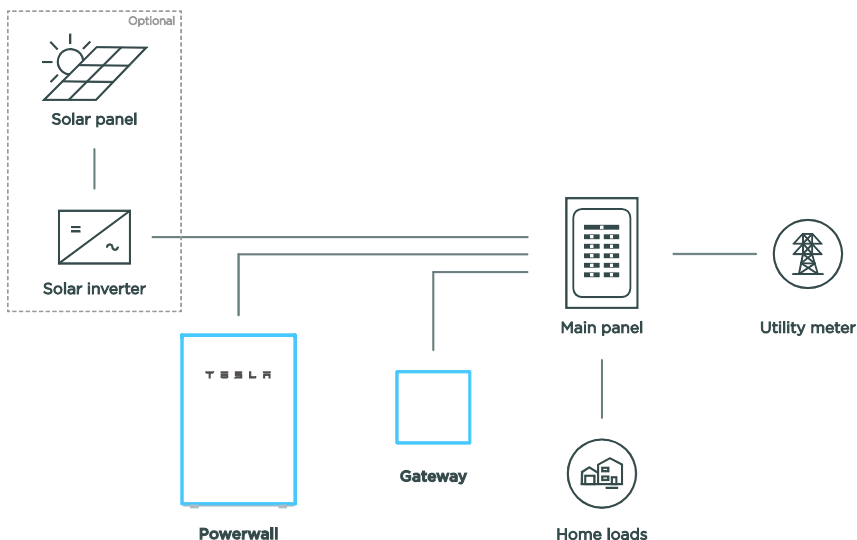 Optional
Solar panel
Solar inverter
Main panel
Utility meter
TESLA
Gateway
Powerwall
Home loads